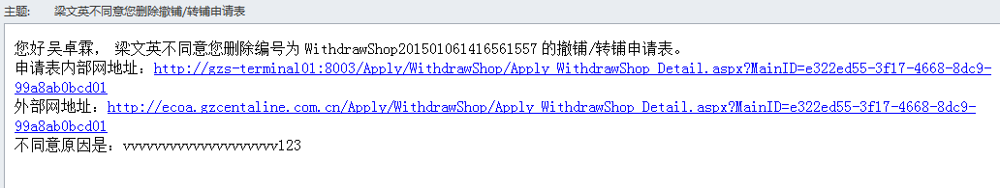 主题: 梁文英不同意您删除撤铺/转铺申请表
您好吴卓霖， 梁文英不同意您删除编号为 WithdrawShop201501061416561557 的撤铺/转铺申请表。
申请表内部网地址：http://gzs-terminal01:8003/Apply/WithdrawShop/Apply_WithdrawShop_Detail.aspx?MainID=e322ed55-3f17-4668-8dc9-
99a8ab0bcd01
外部网地址：http://ecoa.gzcentaline.com.cn/Apply/WithdrawShop/Apply_WithdrawShop_Detail.aspx?MainID=e322ed55-3f17-4668-8dc9-
99a8ab0bcd01
不同意原因是：vvvvvvvvvvvvvvvvvvvv123